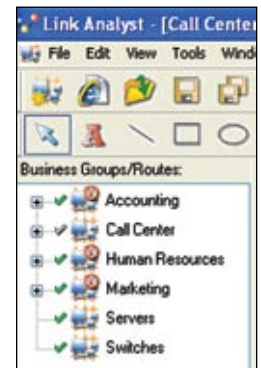 Link Analyst - [Call Center
File Edit View Tools Wind
A
Business Groups/Routes:
Accounting
Call Center
Human Resources
Marketing
Servers
Switches